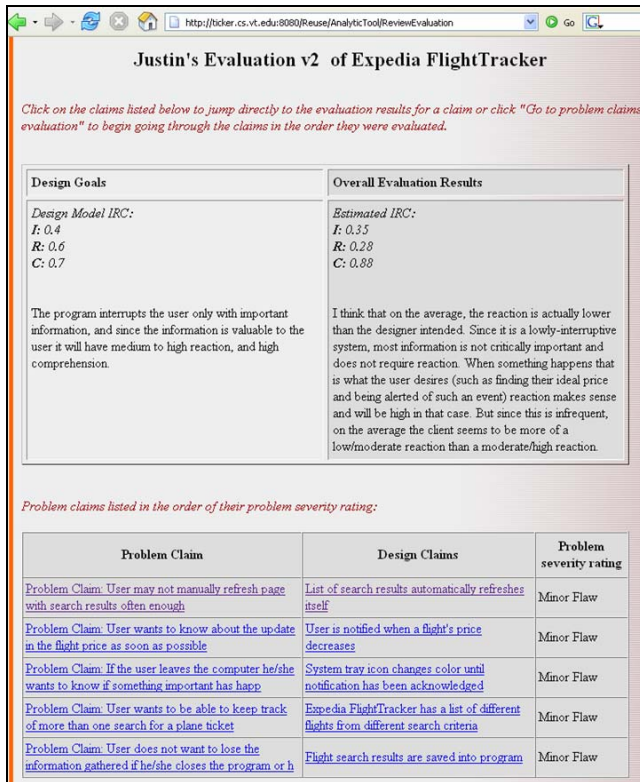 http://ticker.cs.vt.edu:8080/Reuse/AnalyticTool/ReviewEvaluation
Go
Justin's Evaluation v2 of Expedia FlightTracker
Click on the claims listed below to jump directly to the evaluation results for a claim or click "Go to problem claims
evaluation" to begin going through the claims in the order they were evaluated.
Design Goals
Design Model IRC:
I: 0.4
R: 0.6
C: 0.7
The program interrupts the user only with important
information, and since the information is valuable to the
user it will have medium to high reaction, and high
comprehension.
Overall Evaluation Results
Estimated IRC:
I: 0.35
R: 0.28
C: 0.88
I think that on the average, the reaction is actually lower
than the designer intended. Since it is a lowly-interruptive
system, most information is not critically important and
does not require reaction. When something happens that
is what the user desires (such as finding their ideal price
and being alerted of such an event) reaction makes sense
and will be high in that case. But since this is infrequent,
on the average the client seems to be more of a
low/moderate reaction than a moderate/high reaction.
Problem claims listed in the order of their problem severity rating:
Problem Claim
Design Claims
Problem
severity rating
Problem Claim: User may not manually refresh page
with search results often enough
List of search results automatically refreshes
itself
Minor Flaw
Problem Claim: User wants to know about the update
in the flight price as soon as possible
User is notified when a flight's price
decreases
Minor Flaw
Problem Claim: If the user leaves the computer he/she
wants to know if something important has happ
System tray icon changes color until
notification has been acknowledged
Minor Flaw
Problem Claim: User wants to be able to keep track
of more than one search for a plane ticket
Expedia FlightTracker has a list of different
flights from different search criteria
Minor Flaw
Problem Claim: User does not want to lose the
information gathered if he/she closes the program or h
Flight search results are saved into program
Minor Flaw